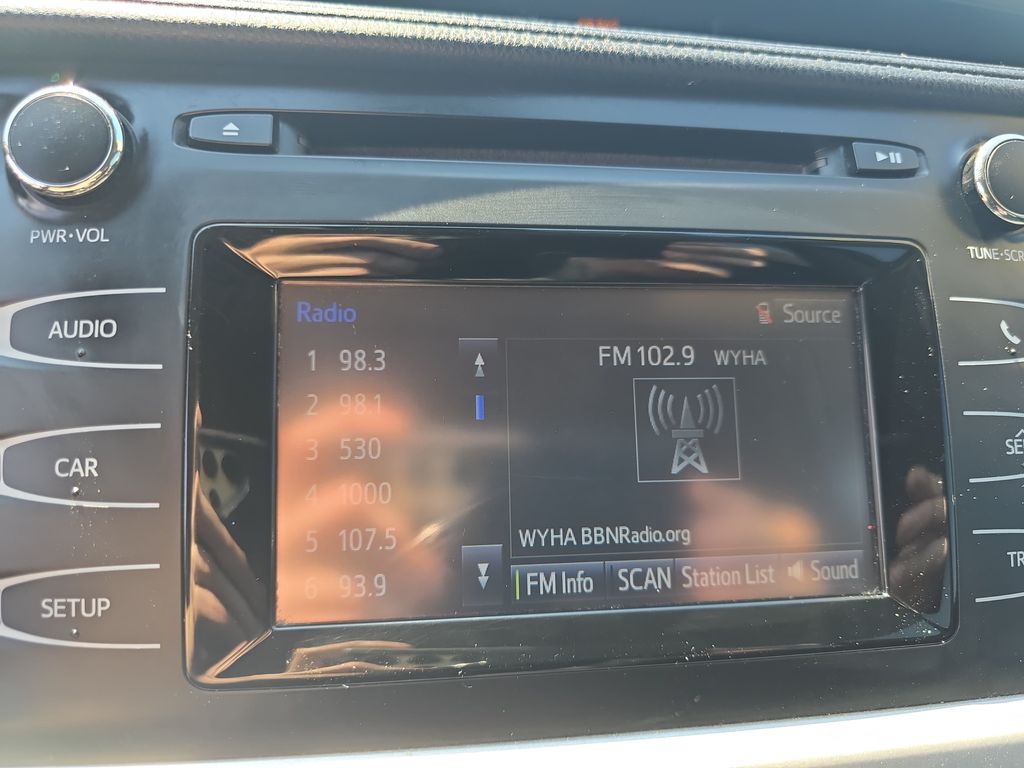 PWR•VOL
TUNE•SCR
AUDIO
CAR
SETUP
Radio
Source
1 98.3
2 98.1
3 530
4 1000
5 107.5
6 93.9
FM 102.9 WYHA
WYHA BBNRadio.org
FM Info SCAN Station List Sound
SE
TR